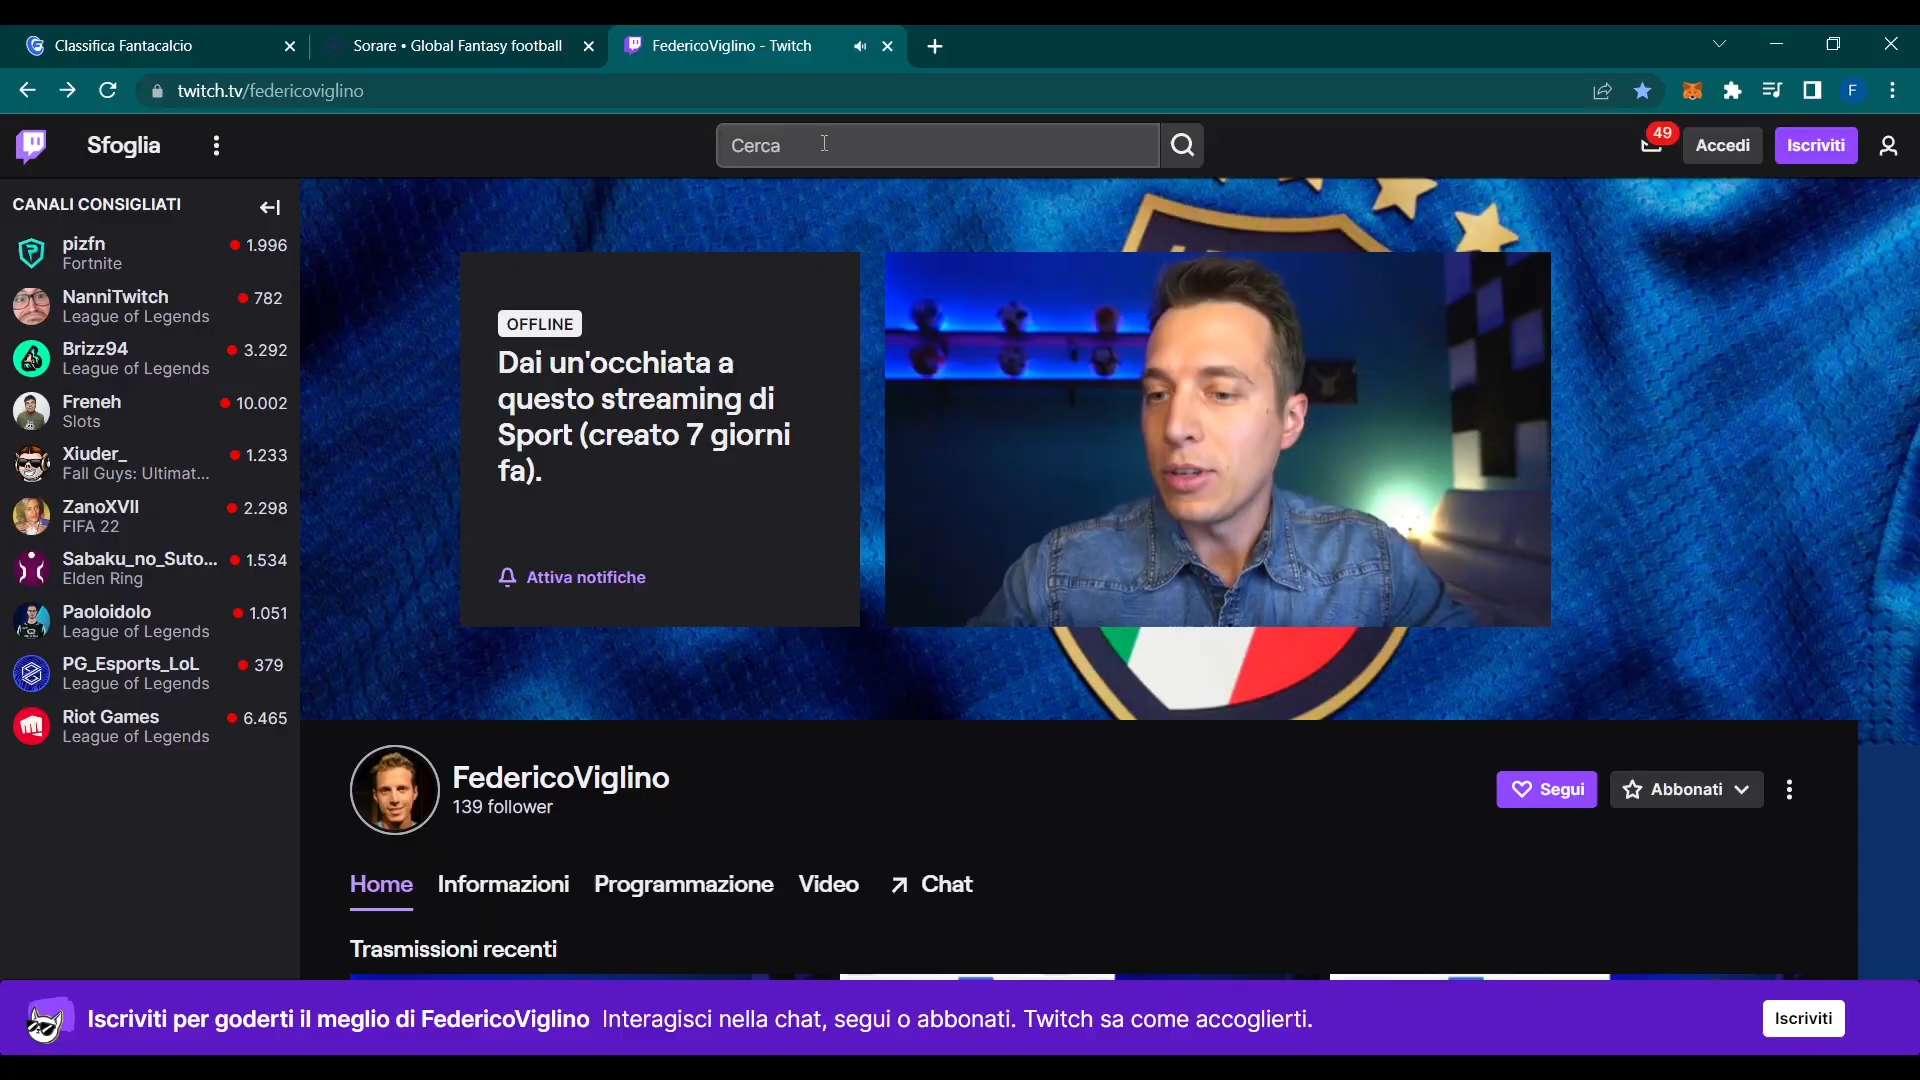 Classifica Fantacalcio
Sorare • Global Fantasy football
FedericoViglino - Twitch
twitch.tv/federicoviglino
F
Sfoglia
Cerca
49
Accedi
Iscriviti
CANALI CONSIGLIATI
pizfn
1.996
Fortnite
NanniTwitch
782
League of Legends
Brizz94
3.292
League of Legends
Freneh
10.002
Slots
Xiuder_
1.233
Fall Guys: Ultimat...
ZanoXVII
2.298
FIFA 22
Sabaku_no_Suto...
1.534
Elden Ring
Paoloidolo
1.051
League of Legends
PG_Esports_LoL
379
League of Legends
Riot Games
6.465
League of Legends
OFFLINE
Dai un'occhiata a
questo streaming di
Sport (creato 7 giorni
fa).
Attiva notifiche
FedericoViglino
139 follower
Segui
Abbonati
Home
Informazioni
Programmazione
Video
Chat
Trasmissioni recenti
Iscriviti per goderti il meglio di FedericoViglino Interagisci nella chat, segui o abbonati. Twitch sa come accoglierti.
Iscriviti